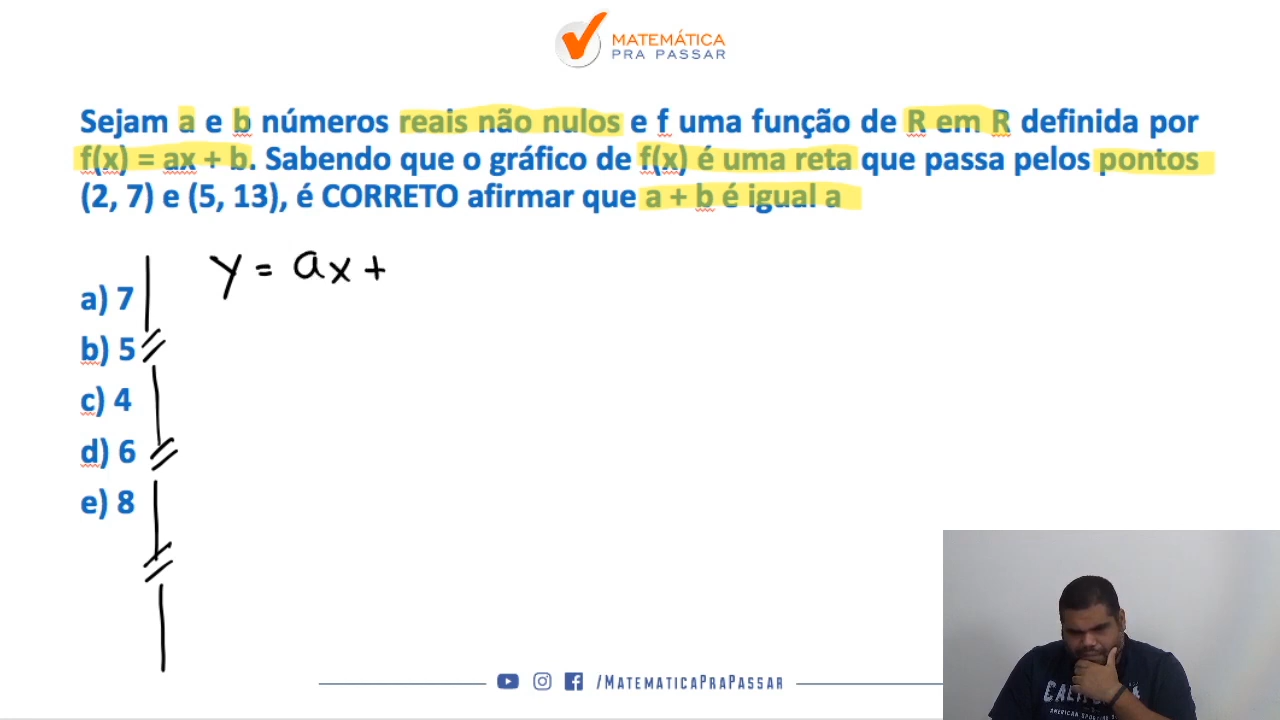 MATEMÁTICA
PRA PASSAR
Sejam a e b números reais não nulos e f uma função de R em R definida por
f(x) = ax + b. Sabendo que o gráfico de f(x) é uma reta que passa pelos pontos
(2, 7) e (5, 13), é CORRETO afirmar que a + b é igual a
y = ax +
a) 7
b) 5
c) 4
d) 6
e) 8
/MATEMATICAPRAPASSAR